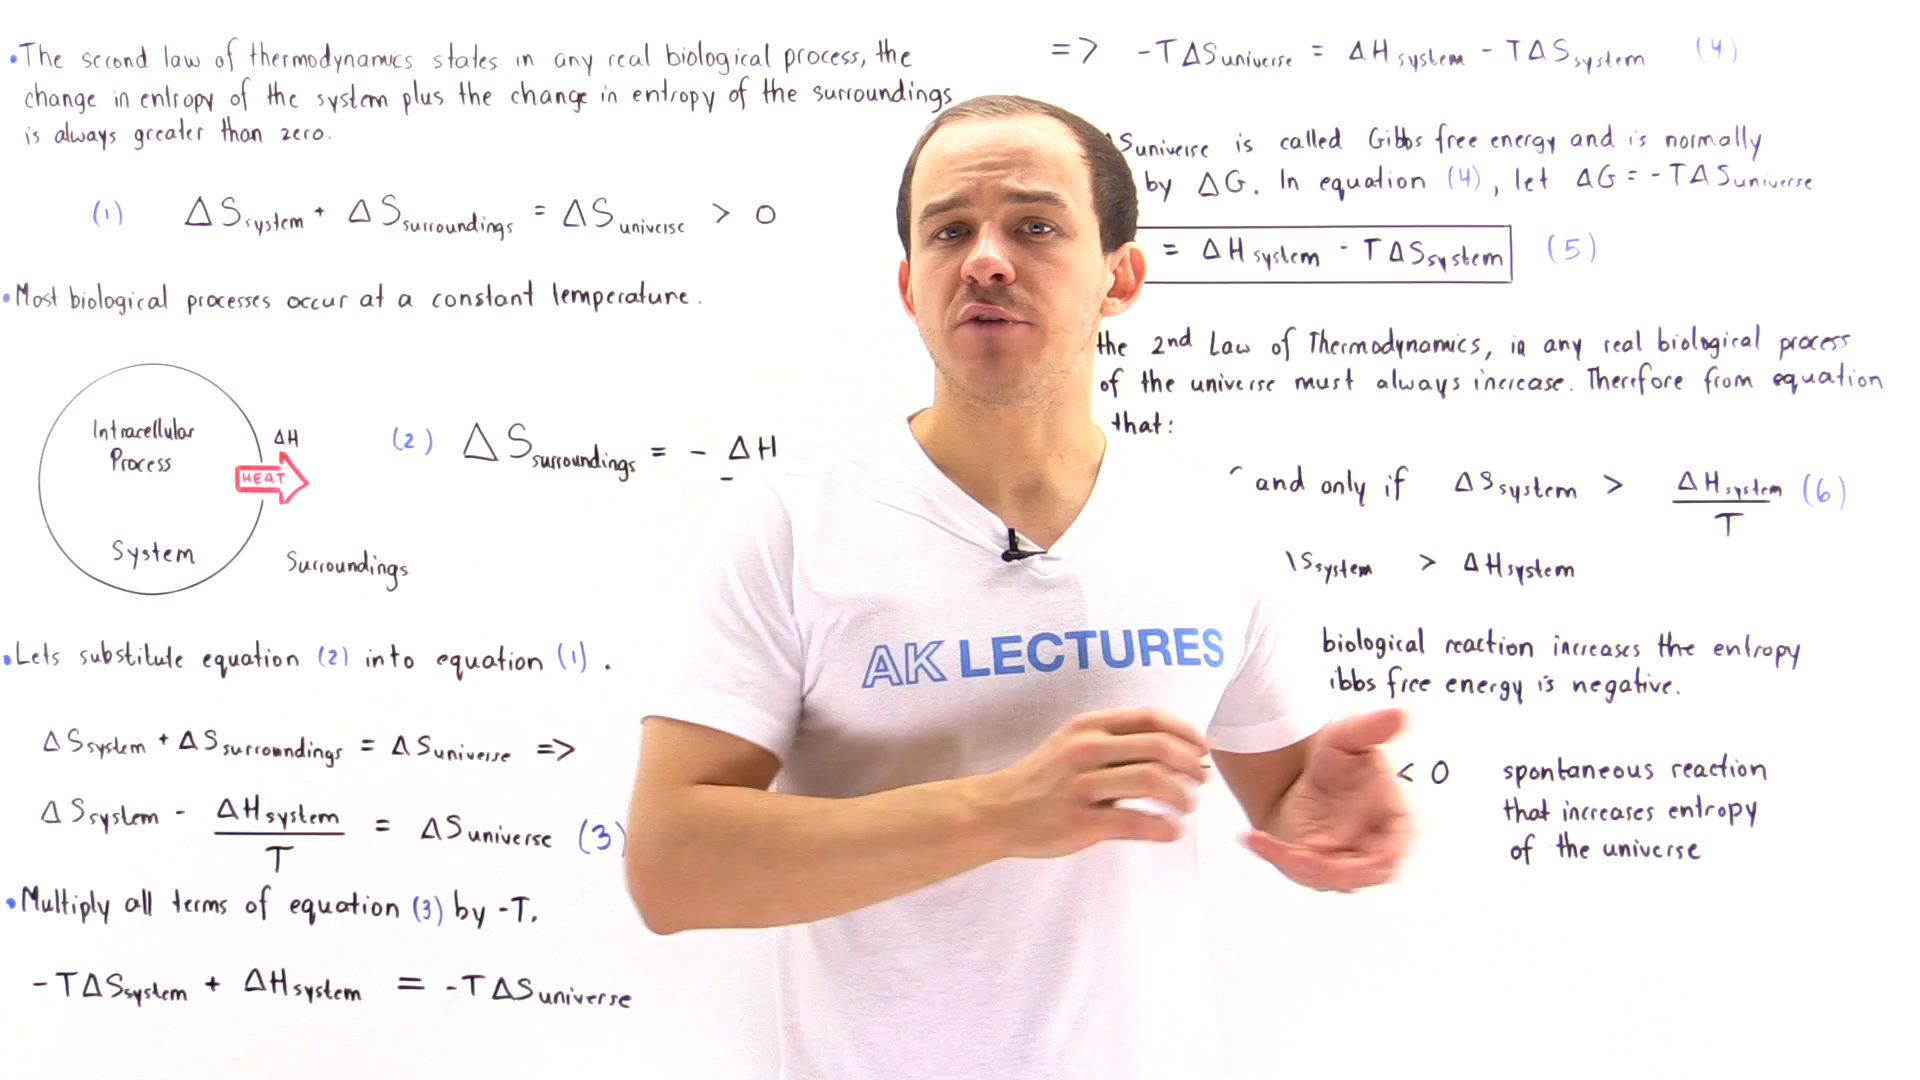 •The second law of thermodynamics states in any real biological process, the
change in entropy of the system plus the change in entropy of the surroundings
is always greater than zero.
(1) ΔSsystem + ΔSsurroundings = ΔSuniverse > 0
•Most biological processes occur at a constant temperature.
Intracellular
Process
System
ΔH
HEAT
Surroundings
(2) ΔSsurroundings = - ΔH
•Lets substitute equation (2) into equation (1).
ΔSsystem + ΔSsurroundings = ΔSuniverse =>
ΔSsystem - ΔHsystem/T = ΔSuniverse (3)
•Multiply all terms of equation (3) by -T.
-TΔSsystem + ΔHsystem = -TΔSuniverse
=> -TΔSuniverse = ΔHsystem - TΔSsystem (4)
Suniverse is called Gibbs free energy and is normally
by ΔG. In equation (4), let ΔG = -TΔSuniverse
= ΔHsystem - TΔSsystem (5)
the 2nd Law of Thermodynamics, in any real biological process
of the universe must always increase. Therefore from equation
that:
and only if ΔSsystem > ΔHsystem/T (6)
Ssystem > ΔHsystem
biological reaction increases the entropy
ibbs free energy is negative.
< 0 spontaneous reaction
that increases entropy
of the universe
AK LECTURES